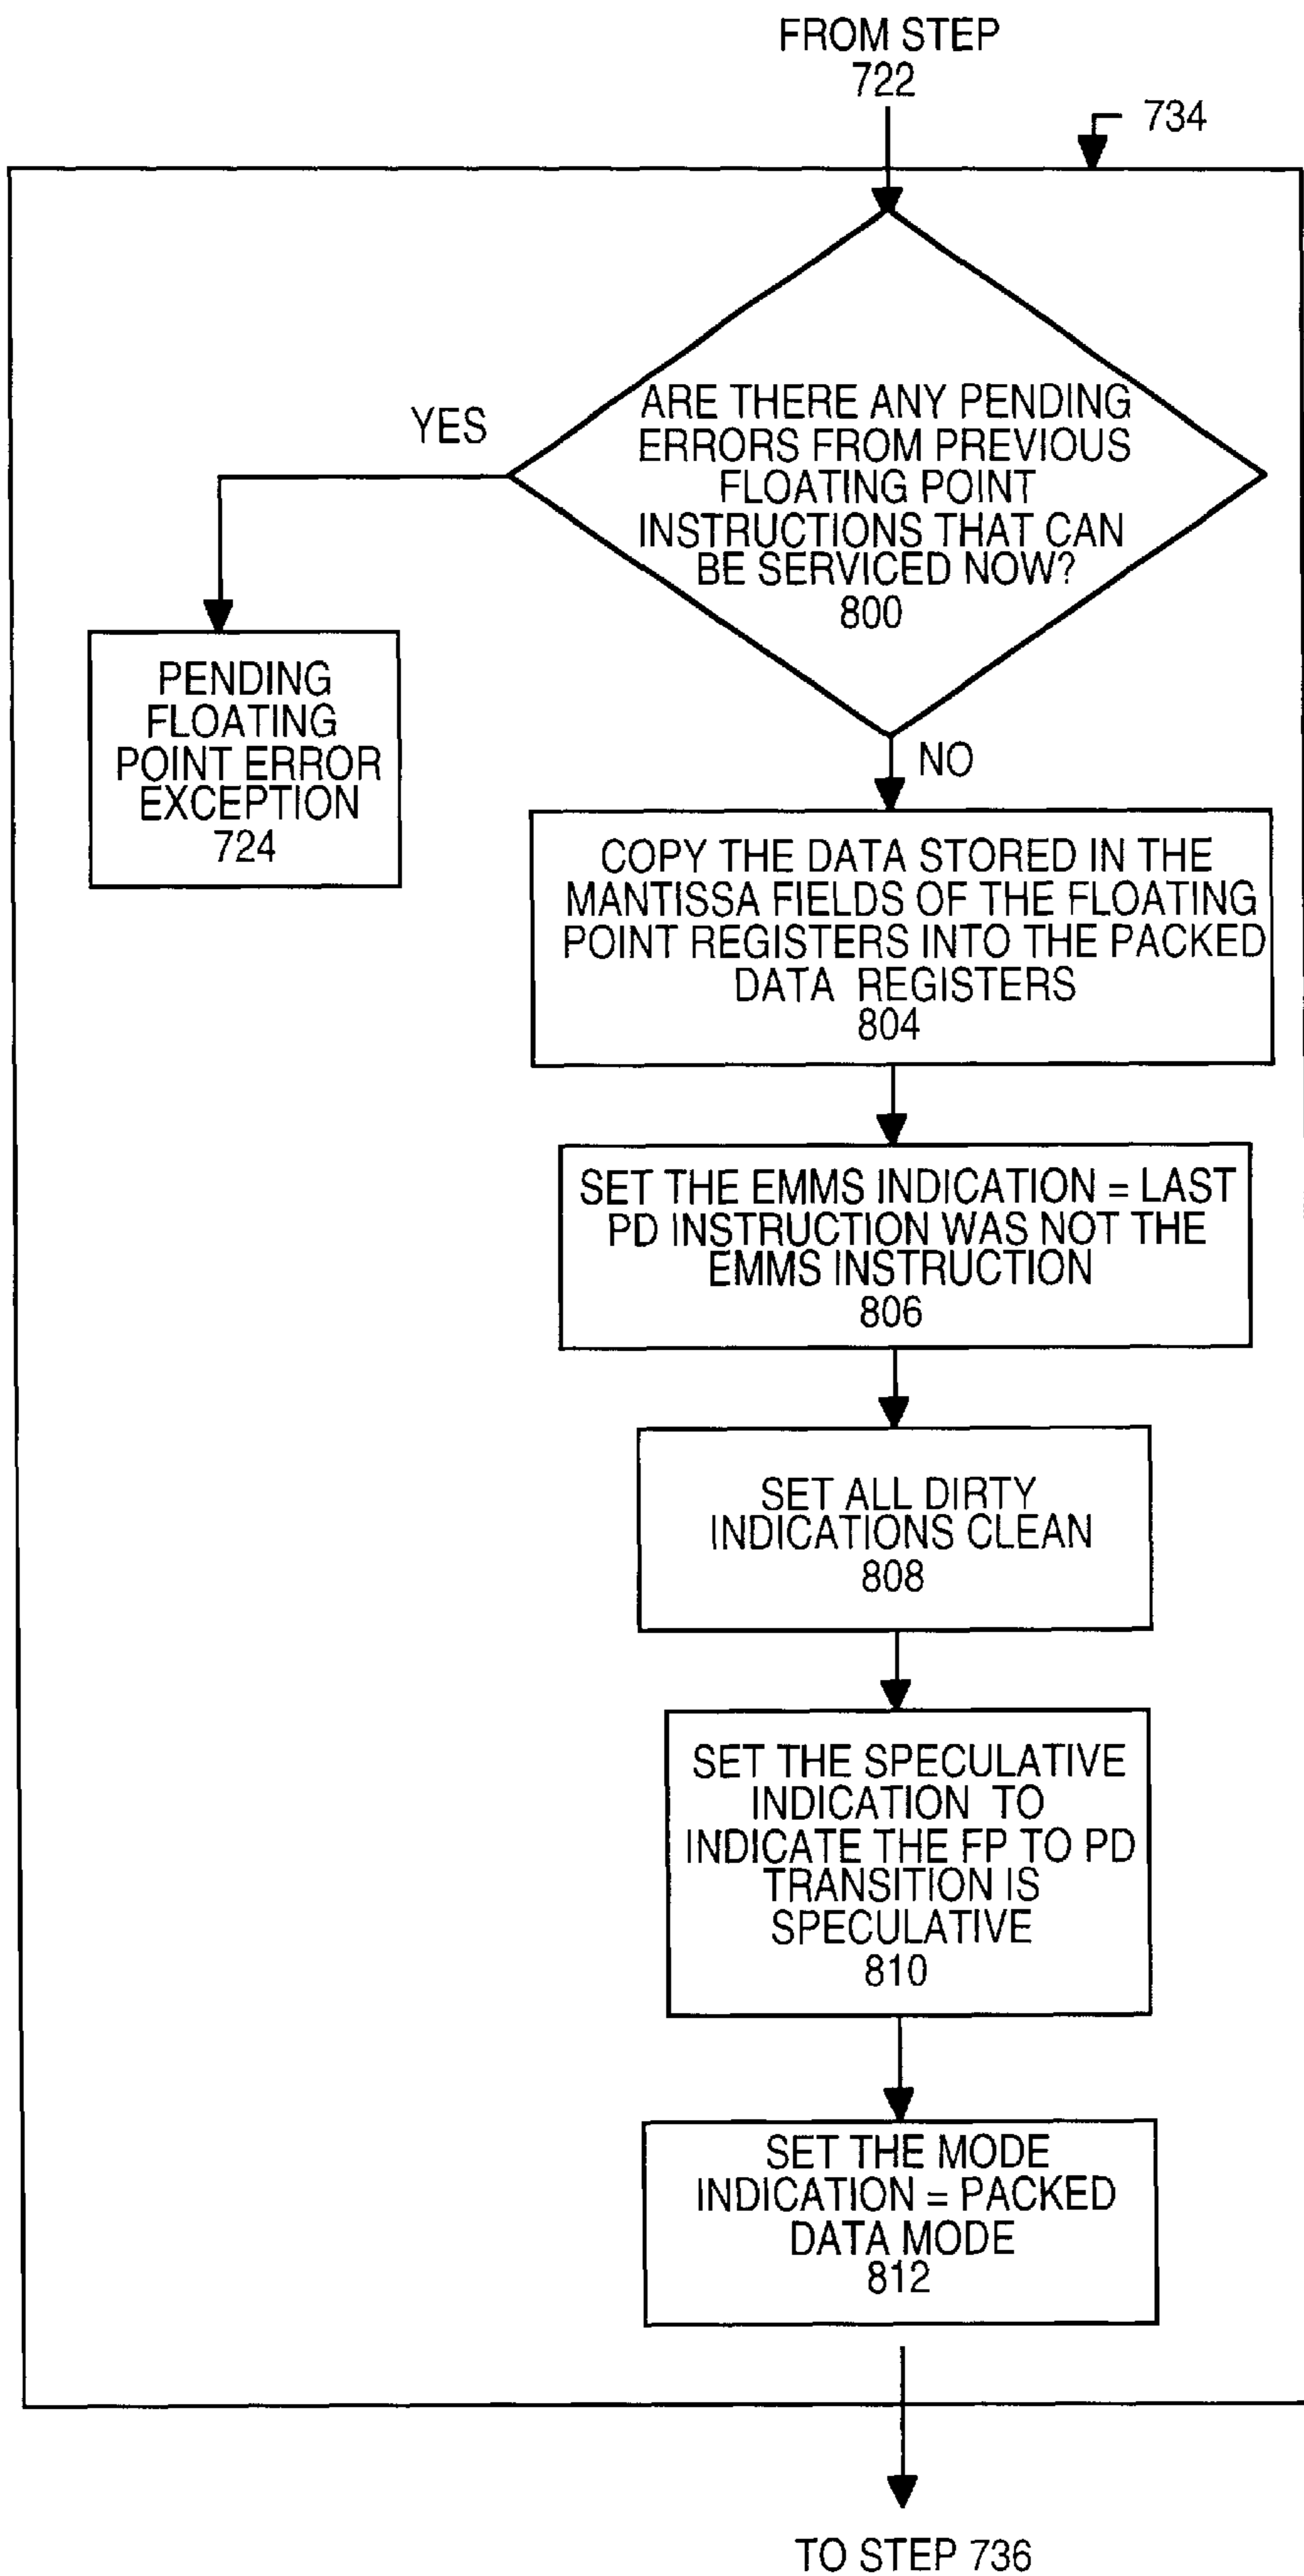 FROM STEP
722
734
ARE THERE ANY PENDING
ERRORS FROM PREVIOUS
FLOATING POINT
INSTRUCTIONS THAT CAN
BE SERVICED NOW?
800
YES
PENDING
FLOATING
POINT ERROR
EXCEPTION
724
NO
COPY THE DATA STORED IN THE
MANTISSA FIELDS OF THE FLOATING
POINT REGISTERS INTO THE PACKED
DATA REGISTERS
804
SET THE EMMS INDICATION = LAST
PD INSTRUCTION WAS NOT THE
EMMS INSTRUCTION
806
SET ALL DIRTY
INDICATIONS CLEAN
808
SET THE SPECULATIVE
INDICATION TO
INDICATE THE FP TO PD
TRANSITION IS
SPECULATIVE
810
SET THE MODE
INDICATION = PACKED
DATA MODE
812
TO STEP 736